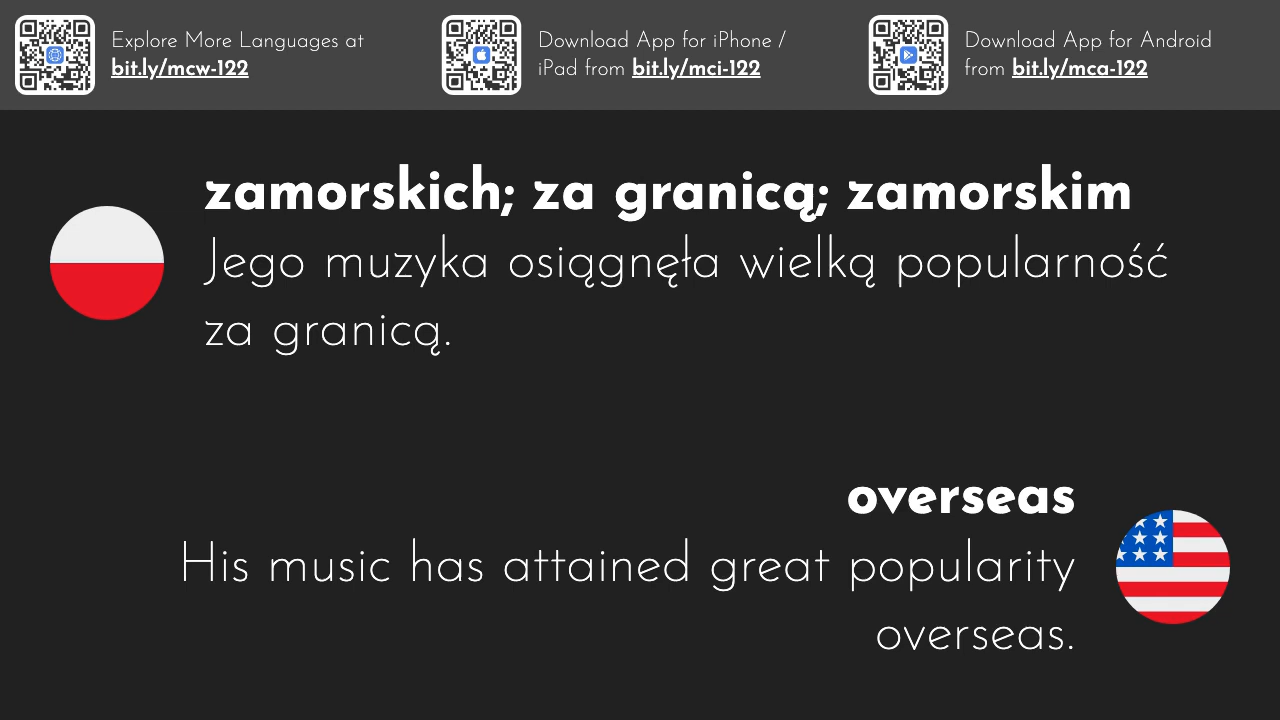 Explore More Languages at
bit.ly/mcw-122
Download App for iPhone /
iPad from bit.ly/mci-122
Download App for Android
from bit.ly/mca-122
zamorskich; za granicą; zamorskim
Jego muzyka osiągnęła wielką popularność
za granicą.
overseas
His music has attained great popularity
overseas.